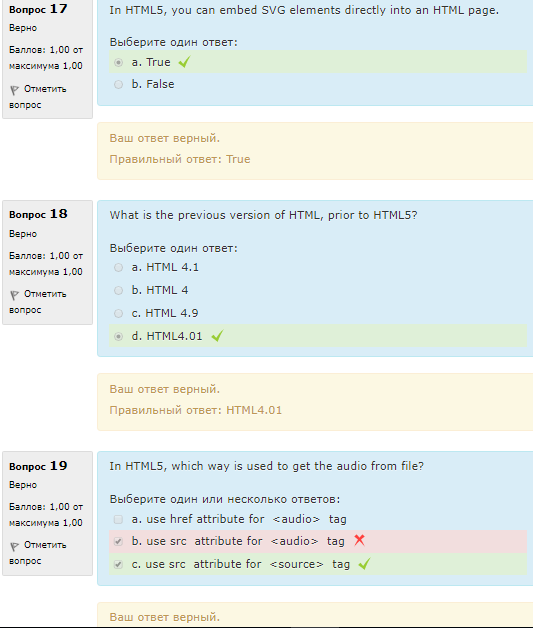 Вопрос 17
Верно
Баллов: 1,00 от
максимума 1,00
Отметить
вопрос
In HTML5, you can embed SVG elements directly into an HTML page.
Выберите один ответ:
a. True
b. False
Ваш ответ верный.
Правильный ответ: True
Вопрос 18
Верно
Баллов: 1,00 от
максимума 1,00
Отметить
вопрос
What is the previous version of HTML, prior to HTML5?
Выберите один ответ:
a. HTML 4.1
b. HTML 4
c. HTML 4.9
d. HTML4.01
Ваш ответ верный.
Правильный ответ: HTML4.01
Вопрос 19
Верно
Баллов: 1,00 от
максимума 1,00
Отметить
вопрос
In HTML5, which way is used to get the audio from file?
Выберите один или несколько ответов:
a. use href attribute for <audio> tag
b. use src attribute for <audio> tag
c. use src attribute for <source> tag
Ваш ответ верный.